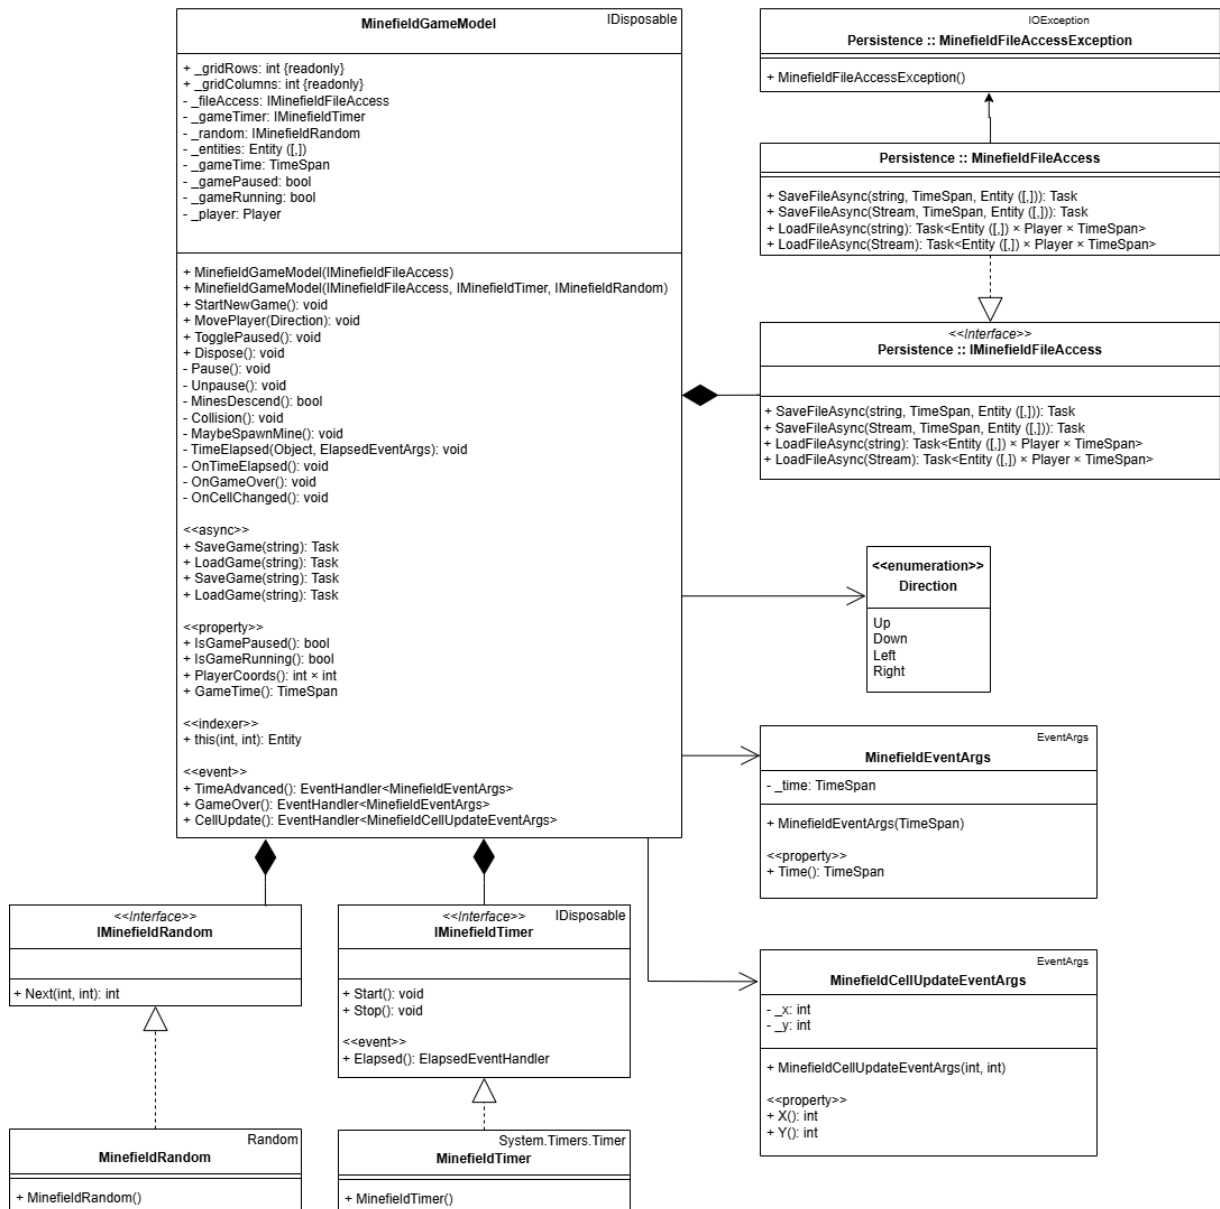 IDisposable
MinefieldGameModel
+ _gridRows: int {readonly}
+ _gridColumns: int {readonly}
- _fileAccess: IMinefieldFileAccess
- _gameTimer: IMinefieldTimer
- _random: IMinefieldRandom
- _entities: Entity ([,])
- _gameTime: TimeSpan
- _gamePaused: bool
- _gameRunning: bool
- _player: Player
+ MinefieldGameModel(IMinefieldFileAccess)
+ MinefieldGameModel(IMinefieldFileAccess, IMinefieldTimer, IMinefieldRandom)
+ StartNewGame(): void
+ MovePlayer(Direction): void
+ TogglePaused(): void
+ Dispose(): void
- Pause(): void
- Unpause(): void
- MinesDescend(): bool
- Collision(): void
- MaybeSpawnMine(): void
- TimeElapsed(Object, ElapsedEventArgs): void
- OnTimeElapsed(): void
- OnGameOver(): void
- OnCellChanged(): void
<<async>>
+ SaveGame(string): Task
+ LoadGame(string): Task
+ SaveGame(string): Task
+ LoadGame(string): Task
<<property>>
+ IsGamePaused(): bool
+ IsGameRunning(): bool
+ PlayerCoords(): int × int
+ GameTime(): TimeSpan
<<indexer>>
+ this(int, int): Entity
<<event>>
+ TimeAdvanced(): EventHandler<MinefieldEventArgs>
+ GameOver(): EventHandler<MinefieldEventArgs>
+ CellUpdate(): EventHandler<MinefieldCellUpdateEventArgs>
IOException
Persistence :: MinefieldFileAccessException
+ MinefieldFileAccessException()
Persistence :: MinefieldFileAccess
+ SaveFileAsync(string, TimeSpan, Entity ([,])): Task
+ SaveFileAsync(Stream, TimeSpan, Entity ([,])): Task
+ LoadFileAsync(string): Task<Entity ([,]) × Player × TimeSpan>
+ LoadFileAsync(Stream): Task<Entity ([,]) × Player × TimeSpan>
<<Interface>>
Persistence :: IMinefieldFileAccess
+ SaveFileAsync(string, TimeSpan, Entity ([,])): Task
+ SaveFileAsync(Stream, TimeSpan, Entity ([,])): Task
+ LoadFileAsync(string): Task<Entity ([,]) × Player × TimeSpan>
+ LoadFileAsync(Stream): Task<Entity ([,]) × Player × TimeSpan>
<<enumeration>>
Direction
Up
Down
Left
Right
EventArgs
MinefieldEventArgs
- _time: TimeSpan
+ MinefieldEventArgs(TimeSpan)
<<property>>
+ Time(): TimeSpan
EventArgs
MinefieldCellUpdateEventArgs
- _x: int
- _y: int
+ MinefieldCellUpdateEventArgs(int, int)
<<property>>
+ X(): int
+ Y(): int
<<Interface>>
IMinefieldRandom
+ Next(int, int): int
<<Interface>> IDisposable
IMinefieldTimer
+ Start(): void
+ Stop(): void
<<event>>
+ Elapsed(): ElapsedEventHandler
Random
MinefieldRandom
+ MinefieldRandom()
System.Timers.Timer
MinefieldTimer
+ MinefieldTimer()